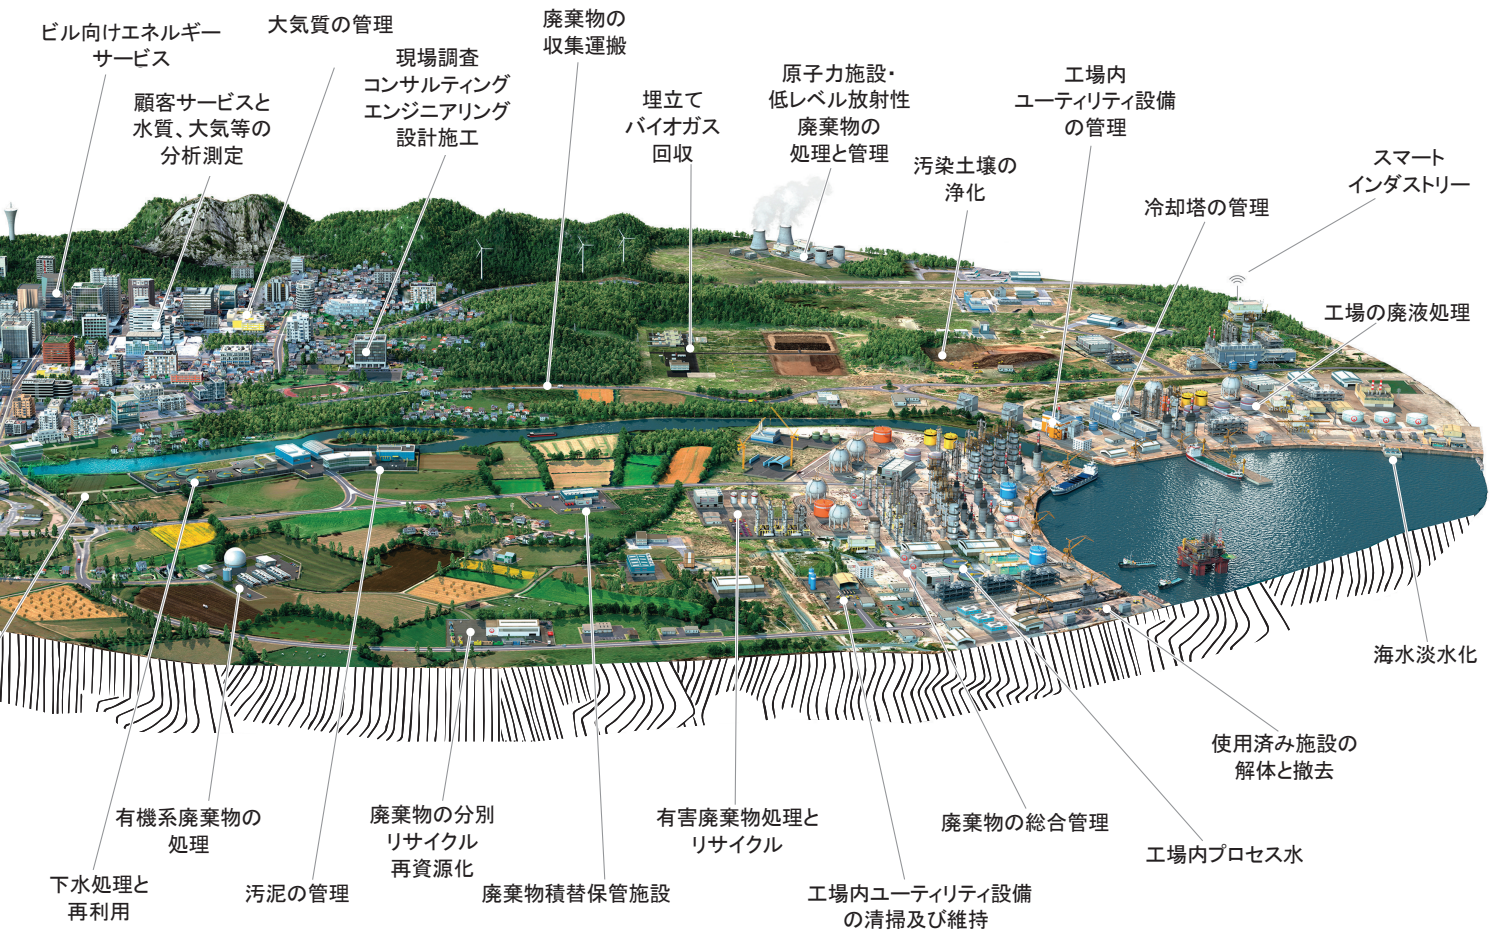 ビル向けエネルギー
サービス
大気質の管理
顧客サービスと
水質、大気等の
分析測定
現場調査
コンサルティング
エンジニアリング
設計施工
廃棄物の
収集運搬
埋立て
バイオガス
回収
原子力施設・
低レベル放射性
廃棄物の
処理と管理
汚染土壌の
浄化
工場内
ユーティリティ設備
の管理
冷却塔の管理
スマート
インダストリー
工場の廃液処理
海水淡水化
使用済み施設の
解体と撤去
工場内プロセス水
廃棄物の総合管理
工場内ユーティリティ設備
の清掃及び維持
有害廃棄物処理と
リサイクル
廃棄物積替保管施設
廃棄物の分別
リサイクル
再資源化
汚泥の管理
有機系廃棄物の
処理
下水処理と
再利用